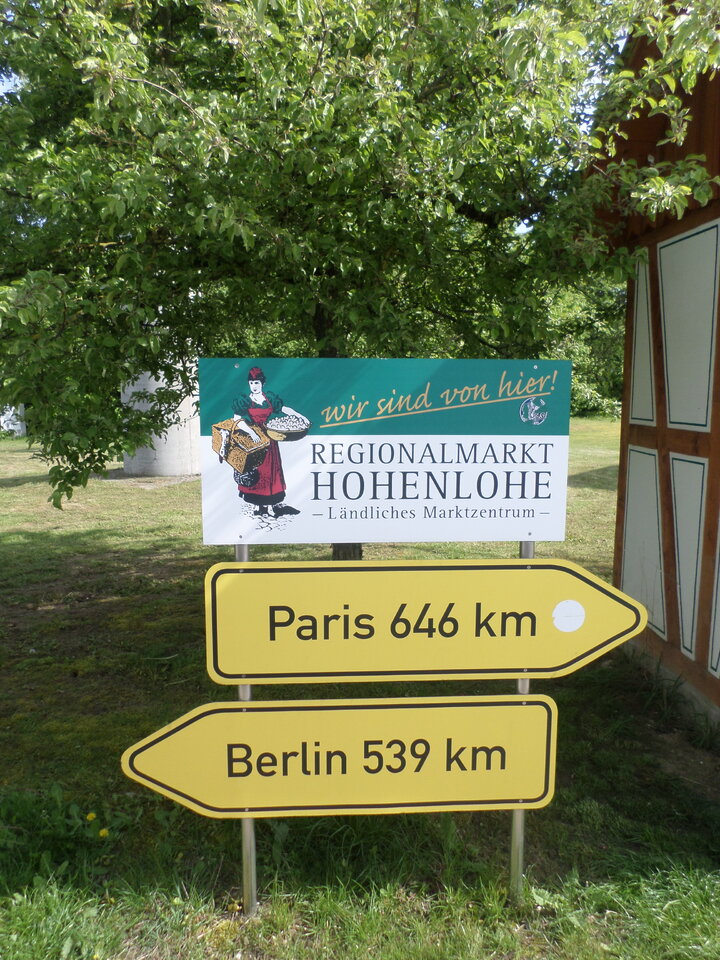 wir sind von hier!
REGIONALMARKT
HOHENLOHE
– Ländliches Marktzentrum –
Paris 646 km
Berlin 539 km